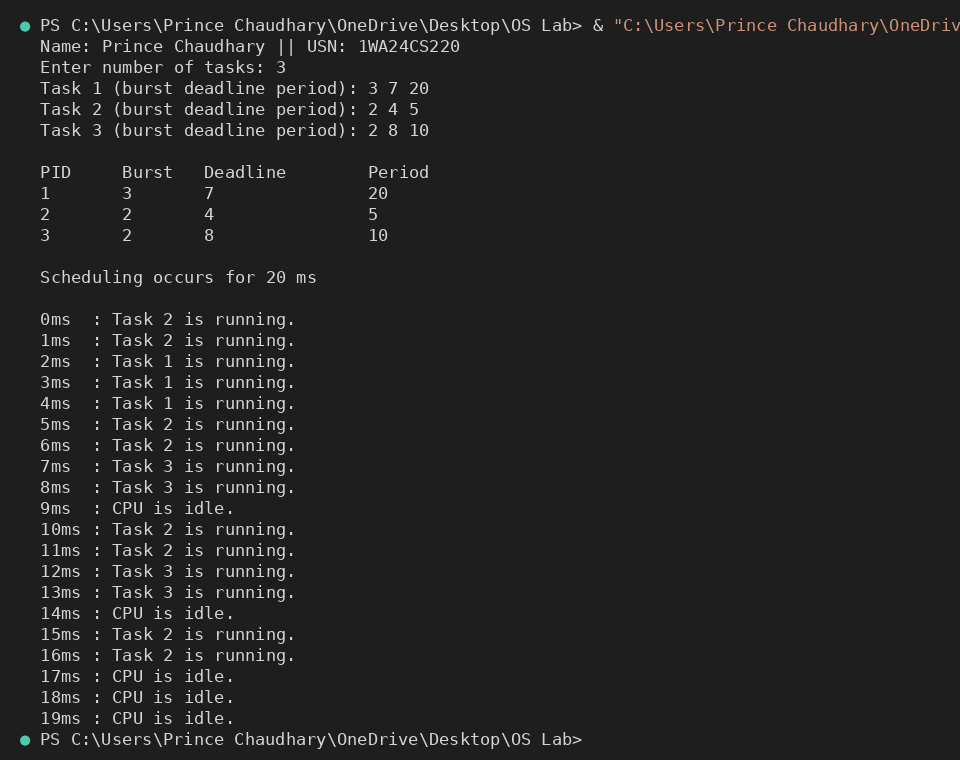 PS C:\Users\Prince Chaudhary\OneDrive\Desktop\OS Lab> & "C:\Users\Prince Chaudhary\OneDriv
Name: Prince Chaudhary || USN: 1WA24CS220
Enter number of tasks: 3
Task 1 (burst deadline period): 3 7 20
Task 2 (burst deadline period): 2 4 5
Task 3 (burst deadline period): 2 8 10
PID Burst Deadline Period
1 3 7 20
2 2 4 5
3 2 8 10
Scheduling occurs for 20 ms
0ms : Task 2 is running.
1ms : Task 2 is running.
2ms : Task 1 is running.
3ms : Task 1 is running.
4ms : Task 1 is running.
5ms : Task 2 is running.
6ms : Task 2 is running.
7ms : Task 3 is running.
8ms : Task 3 is running.
9ms : CPU is idle.
10ms : Task 2 is running.
11ms : Task 2 is running.
12ms : Task 3 is running.
13ms : Task 3 is running.
14ms : CPU is idle.
15ms : Task 2 is running.
16ms : Task 2 is running.
17ms : CPU is idle.
18ms : CPU is idle.
19ms : CPU is idle.
PS C:\Users\Prince Chaudhary\OneDrive\Desktop\OS Lab>